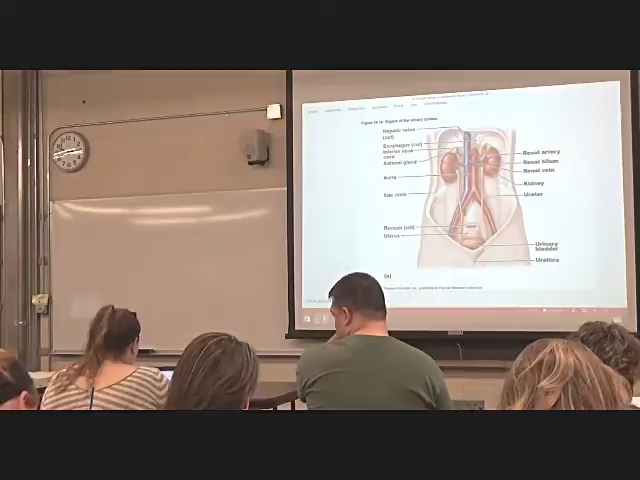 Figure 24.1a Organs of the urinary system.
Hepatic veins
(cut)
Esophagus (cut)
Inferior vena
cava
Adrenal gland
Aorta
Iliac crest
Rectum (cut)
Uterus
Renal artery
Renal hilum
Renal vein
Kidney
Ureter
Urinary
bladder
Urethra
(a)